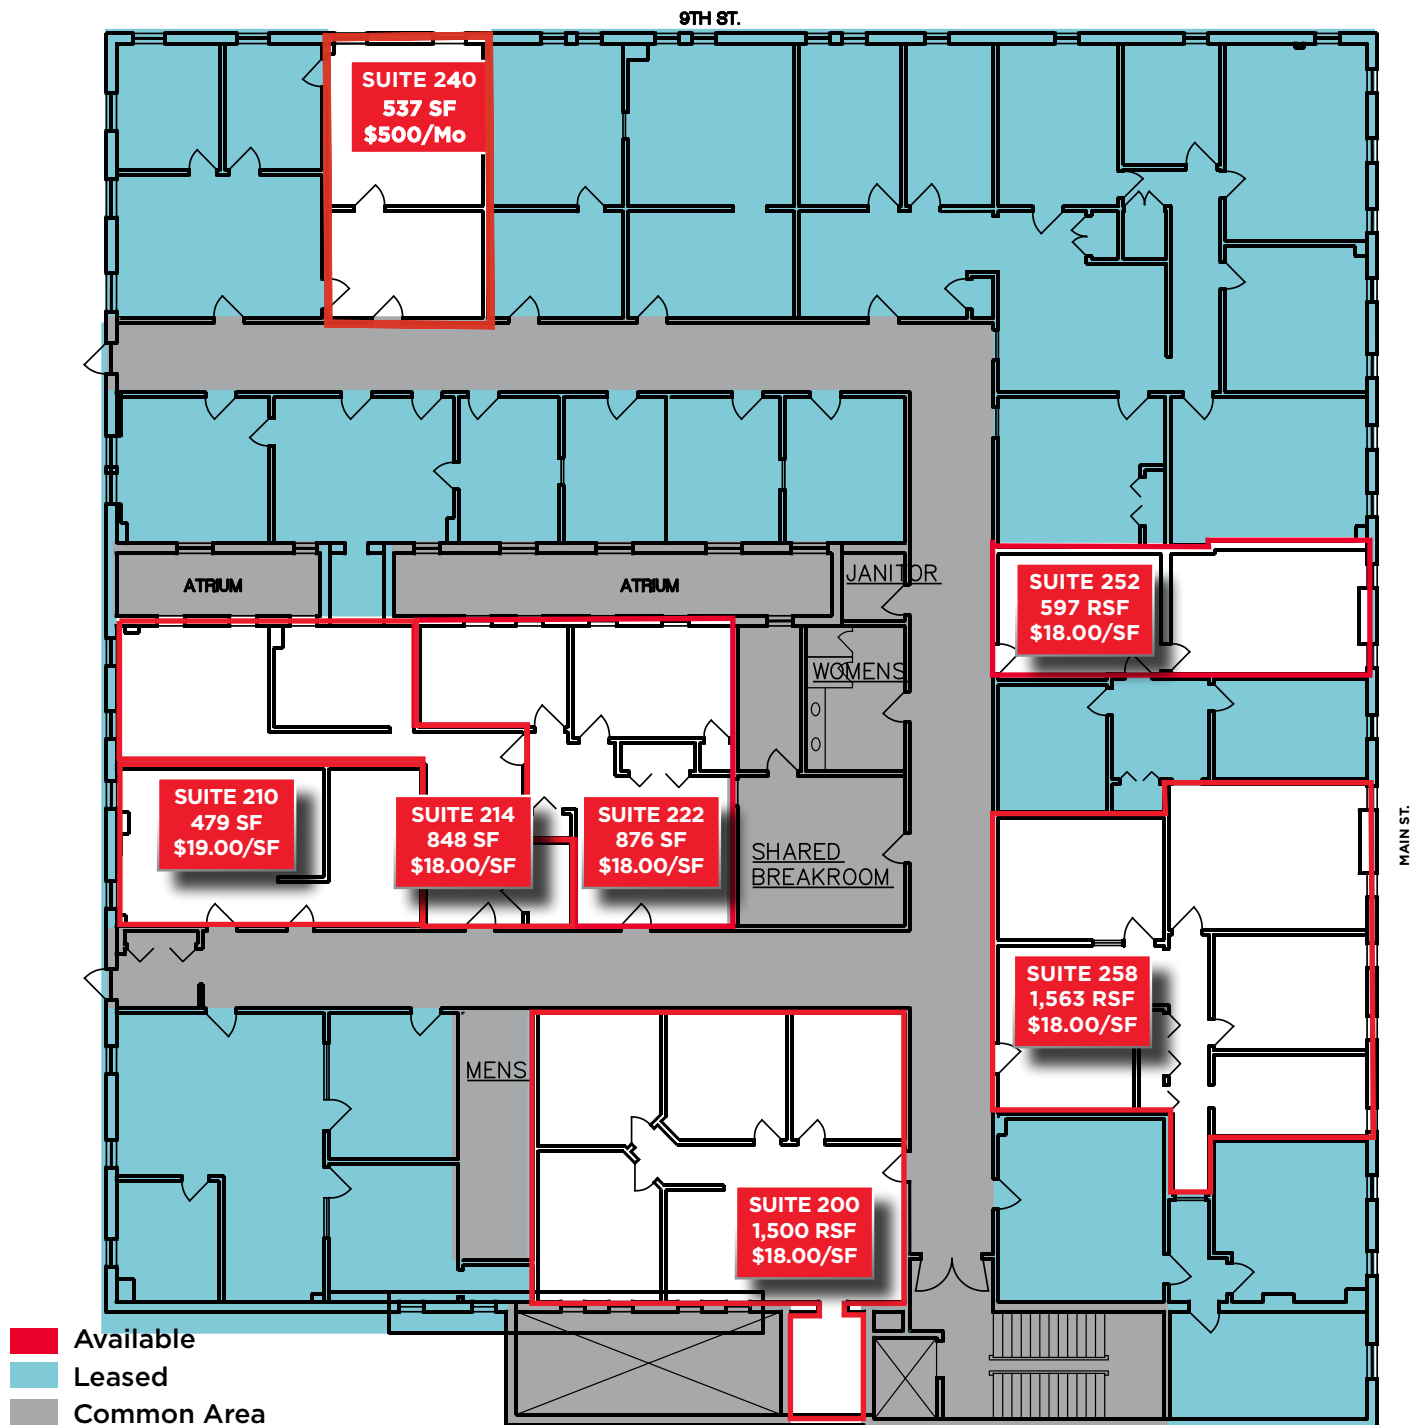 9TH ST.
SUITE 240
537 SF
$500/Mo
ATRIUM
ATRIUM
JANITOR
SUITE 252
597 RSF
$18.00/SF
WOMENS
SUITE 210
479 SF
$19.00/SF
SUITE 214
848 SF
$18.00/SF
SUITE 222
876 SF
$18.00/SF
SHARED
BREAKROOM
MAIN ST.
SUITE 258
1,563 RSF
$18.00/SF
MENS
SUITE 200
1,500 RSF
$18.00/SF
Available
Leased
Common Area